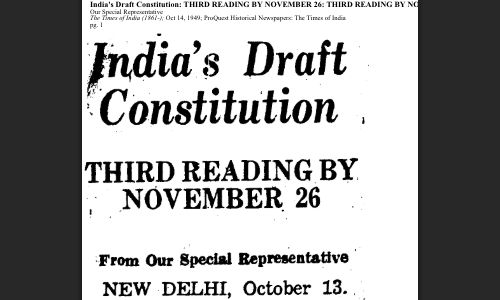 India's Draft Constitution: THIRD READING BY NOVEMBER 26: THIRD READING BY NO
Our Special Representative
The Times of India (1861-); Oct 14, 1949; ProQuest Historical Newspapers: The Times of India
pg. 1
India's Draft
Constitution
THIRD READING BY
NOVEMBER 26
From Our Special Representative
NEW DELHI, October 13.